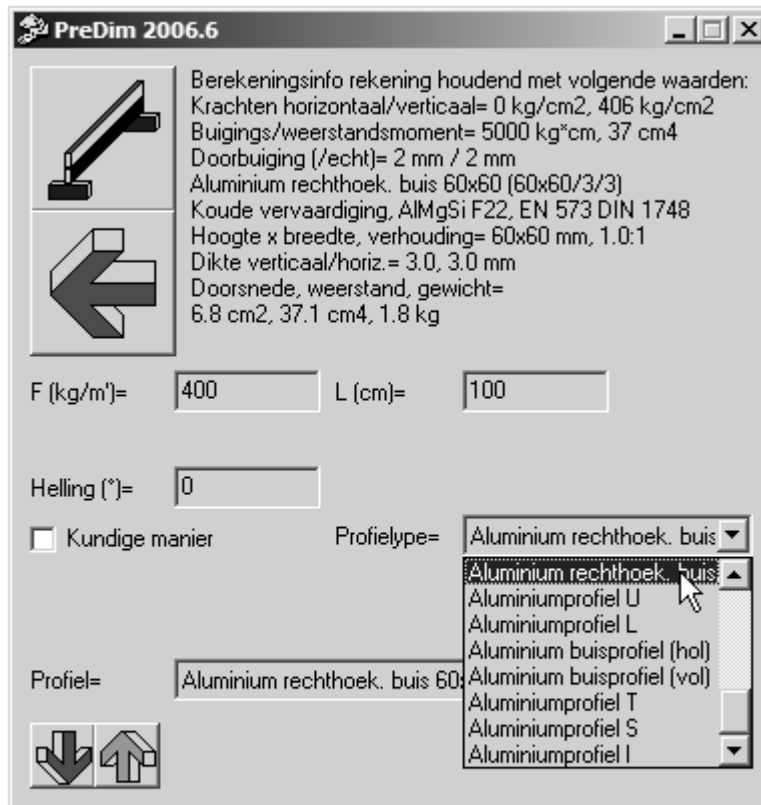 PreDim 2006.6
Berekeningsinfo rekening houdend met volgende waarden:
Krachten horizontaal/verticaal= 0 kg/cm2, 406 kg/cm2
Buigings/weerstandsmoment= 5000 kg*cm, 37 cm4
Doorbuiging (/echt)= 2 mm / 2 mm
Aluminium rechthoek. buis 60x60 (60x60/3/3)
Koude vervaardiging, AlMgSi F22, EN 573 DIN 1748
Hoogte x breedte, verhouding= 60x60 mm, 1.0:1
Dikte verticaal/horiz.= 3.0, 3.0 mm
Doorsnede, weerstand, gewicht=
6.8 cm2, 37.1 cm4, 1.8 kg
F (kg/m')= 400 L (cm)= 100
Helling (°)= 0
Kundige manier Profielype= Aluminium rechthoek. buis
Aluminium rechthoek. buis
Aluminiumprofiel U
Aluminiumprofiel L
Aluminium buisprofiel (hol)
Aluminium buisprofiel (vol)
Profiel= Aluminium rechthoek. buis 60
Aluminiumprofiel T
Aluminiumprofiel S
Aluminiumprofiel I